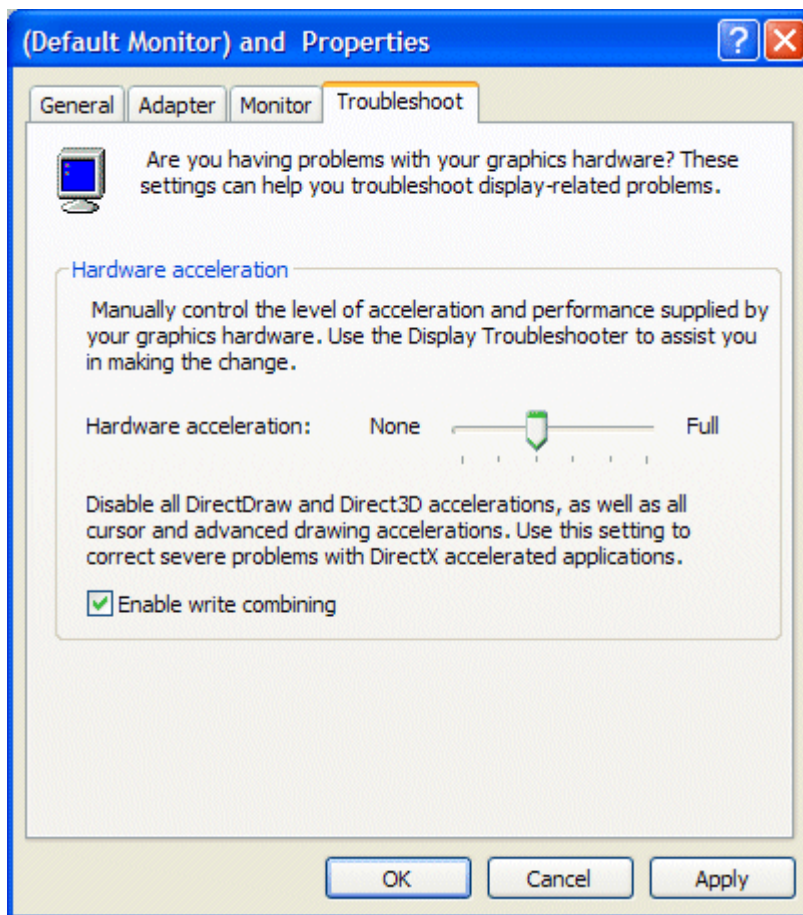 (Default Monitor) and Properties
General Adapter Monitor Troubleshoot
Are you having problems with your graphics hardware? These
settings can help you troubleshoot display-related problems.
Hardware acceleration
Manually control the level of acceleration and performance supplied by
your graphics hardware. Use the Display Troubleshooter to assist you
in making the change.
Hardware acceleration: None Full
Disable all DirectDraw and Direct3D accelerations, as well as all
cursor and advanced drawing accelerations. Use this setting to
correct severe problems with DirectX accelerated applications.
Enable write combining
OK Cancel Apply